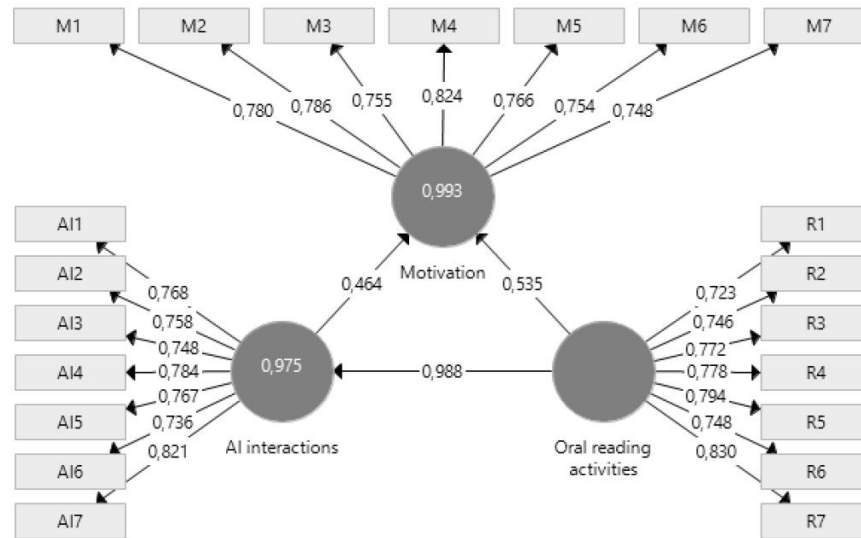 M1 M2 M3 M4 M5 M6 M7
0,780 0,786 0,755 0,824 0,766 0,754 0,748
0,993
Motivation
AI1
AI2
AI3
AI4
AI5
AI6
AI7
0,768
0,758
0,748
0,784
0,767
0,736
0,821
0,464
0,535
0,975
AI interactions
0,988
Oral reading
activities
0,723
0,746
0,772
0,778
0,794
0,748
0,830
R1
R2
R3
R4
R5
R6
R7